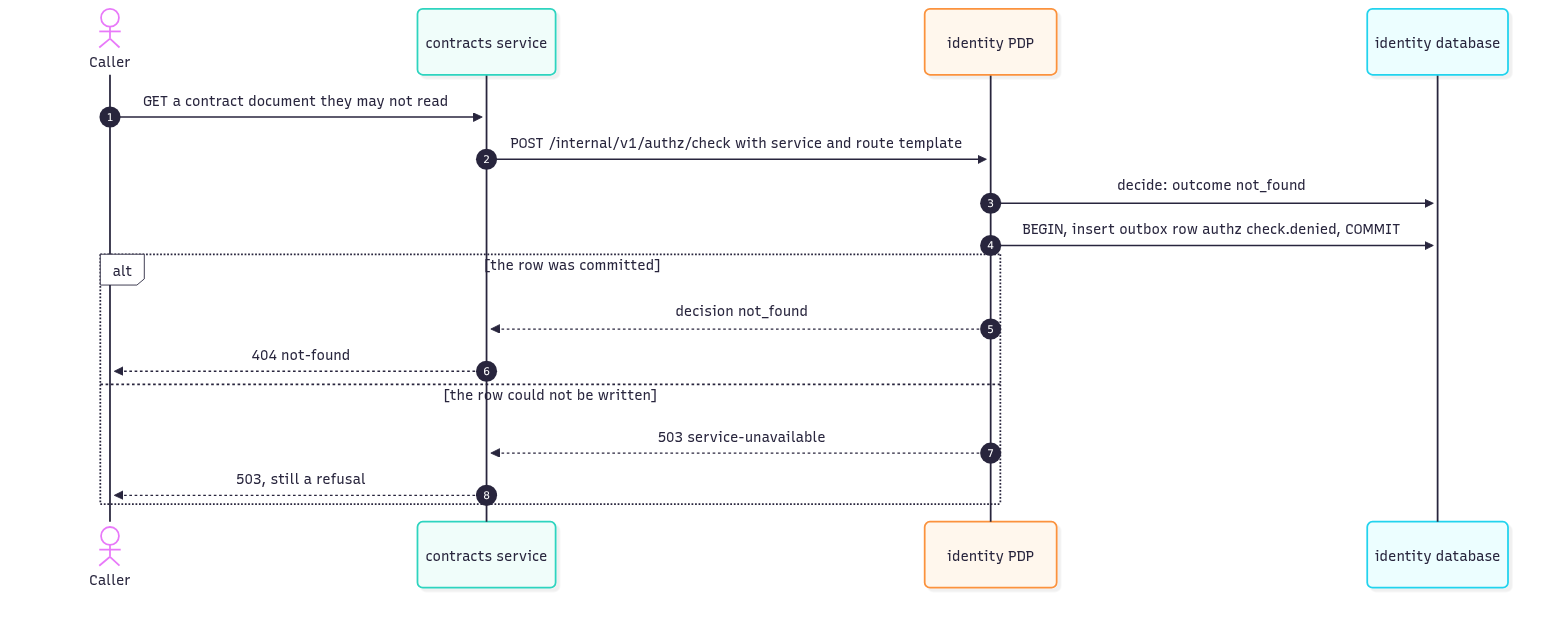 Caller
contracts service
identity PDP
identity database
GET a contract document they may not read
1
POST /internal/v1/authz/check with service and route template
2
decide: outcome not_found
3
BEGIN, insert outbox row authz check.denied, COMMIT
4
alt
[the row was committed]
decision not_found
5
404 not-found
6
[the row could not be written]
503 service-unavailable
7
503, still a refusal
8
Caller
contracts service
identity PDP
identity database